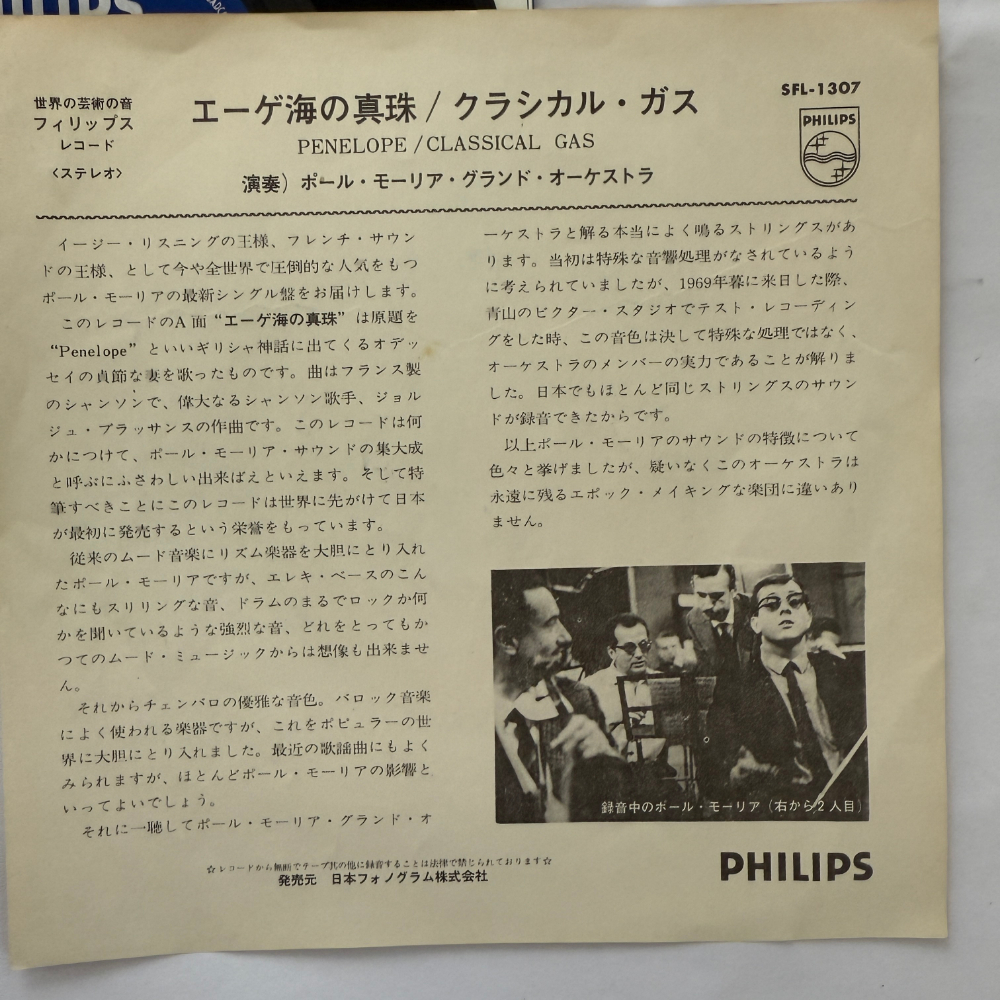 PHILIPS
世界の芸術の音
フィリップス
レコード
〈ステレオ〉
エーゲ海の真珠/クラシカル・ガス
PENELOPE/CLASSICAL GAS
演奏）ポール・モーリア・グランド・オーケストラ
SFL-1307
PHILIPS
イージー・リスニングの王様、フレンチ・サウン
ドの王様、として今や全世界で圧倒的な人気をもつ
ポール・モーリアの最新シングル盤をお届けします。
このレコードのA面“エーゲ海の真珠”は原題を
“Penelope”といいギリシャ神話に出てくるオデッ
セイの貞節な妻を歌ったものです。曲はフランス製
のシャンソンで、偉大なるシャンソン歌手、ジョル
ジュ・ブラッサンスの作曲です。このレコードは何
かにつけて、ポール・モーリア・サウンドの集大成
と呼ぶにふさわしい出来ばえといえます。そして特
筆すべきことにこのレコードは世界に先がけて日本
が最初に発売するという栄誉をもっています。
従来のムード音楽にリズム楽器を大胆にとり入れ
たポール・モーリアですが、エレキ・ベースのこん
なにもスリリングな音、ドラムのまるでロックか何
かを聞いているような強烈な音、どれをとってもか
つてのムード・ミュージックからは想像も出来ませ
ん。
それからチェンバロの優雅な音色。バロック音楽
によく使われる楽器ですが、これをポピュラーの世
界に大胆にとり入れました。最近の歌謡曲にもよく
みられますが、ほとんどポール・モーリアの影響と
いってよいでしょう。
それに一聴してポール・モーリア・グランド・オ
ーケストラと解る本当によく鳴るストリングスがあ
ります。当初は特殊な音響処理がなされているよう
に考えられていましたが、1969年暮に来日した際、
青山のビクター・スタジオでテスト・レコーディン
グをした時、この音色は決して特殊な処理ではなく、
オーケストラのメンバーの実力であることが解りま
した。日本でもほとんど同じストリングスのサウン
ドが録音できたからです。
以上ポール・モーリアのサウンドの特徴について
色々と挙げましたが、疑いなくこのオーケストラは
永遠に残るエポック・メイキングな楽団に違いあり
ません。
録音中のポール・モーリア（右から2人目）
☆レコードから無断でテープ其の他に録音することは法律で禁じられております☆
発売元 日本フォノグラム株式会社
PHILIPS